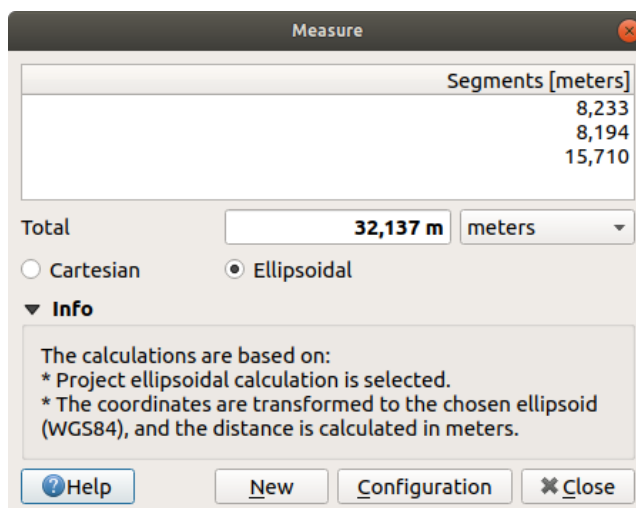 Measure
Segments [meters]
8,233
8,194
15,710
Total
32,137 m
meters
Cartesian
Ellipsoidal
Info
The calculations are based on:
* Project ellipsoidal calculation is selected.
* The coordinates are transformed to the chosen ellipsoid
(WGS84), and the distance is calculated in meters.
Help
New
Configuration
Close